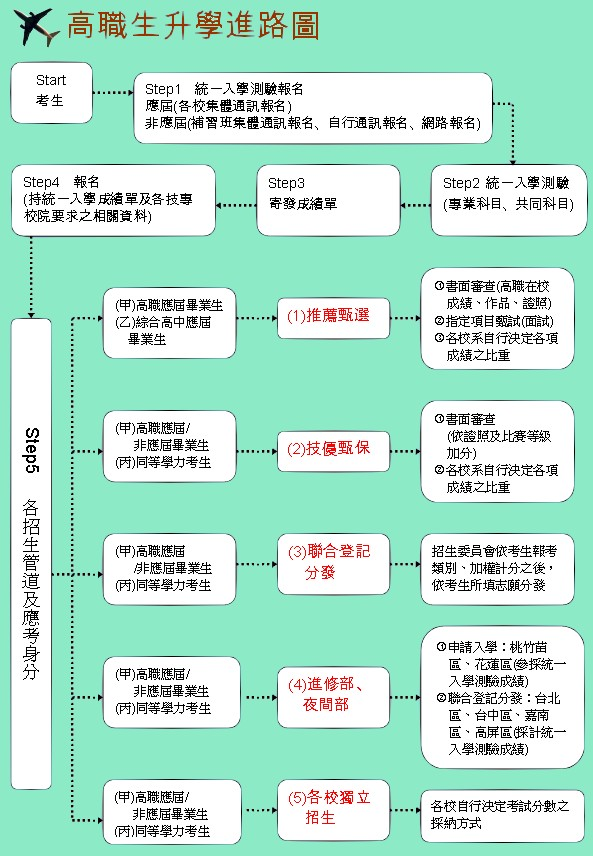 高職生升學進路圖
Start
考生
Step1 統一入學測驗報名
應屆(各校集體通訊報名)
非應屆(補習班集體通訊報名、自行通訊報名、網路報名)
Step2 統一入學測驗
(專業科目、共同科目)
Step3
寄發成績單
Step4 報名
(持統一入學成績單及各技專
校院要求之相關資料)
Step5 各招生管道及應考身分
(甲)高職應屆畢業生
(乙)綜合高中應屆
畢業生
(1)推薦甄選
❶書面審查(高職在校
成績、作品、證照)
❷指定項目甄試(面試)
❸各校系自行決定各項
成績之比重
(甲)高職應屆/
非應屆畢業生
(丙)同等學力考生
(2)技優甄保
❶書面審查
(依證照及比賽等級
加分)
❷各校系自行決定各項
成績之比重
(甲)高職應屆
/非應屆畢業生
(丙)同等學力考生
(3)聯合登記
分發
招生委員會依考生報考
類別、加權計分之後，
依考生所填志願分發
(甲)高職應屆/
非應屆畢業生
(丙)同等學力考生
(4)進修部、
夜間部
❶申請入學：桃竹苗
區、花蓮區(參採統一
入學測驗成績)
❷聯合登記分發：台北
區、台中區、嘉南
區、高屏區(採計統一
入學測驗成績)
(甲)高職應屆/
非應屆畢業生
(丙)同等學力考生
(5)各校獨立
招生
各校自行決定考試分數之
採納方式